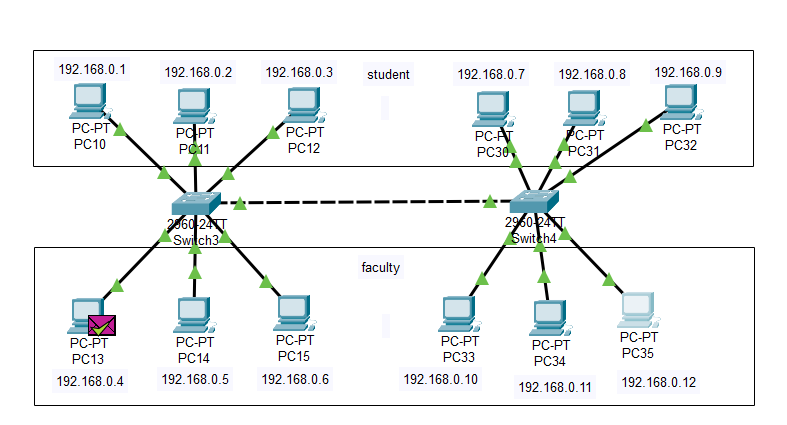 192.168.0.1
192.168.0.2
192.168.0.3
student
192.168.0.7
192.168.0.8
192.168.0.9
PC-PT
PC10
PC-PT
PC11
PC-PT
PC12
PC-PT
PC30
PC-PT
PC31
PC-PT
PC32
2960-24TT
Switch3
2960-24TT
Switch4
faculty
PC-PT
PC13
PC-PT
PC14
PC-PT
PC15
PC-PT
PC33
PC-PT
PC34
PC-PT
PC35
192.168.0.4
192.168.0.5
192.168.0.6
192.168.0.10
192.168.0.11
192.168.0.12